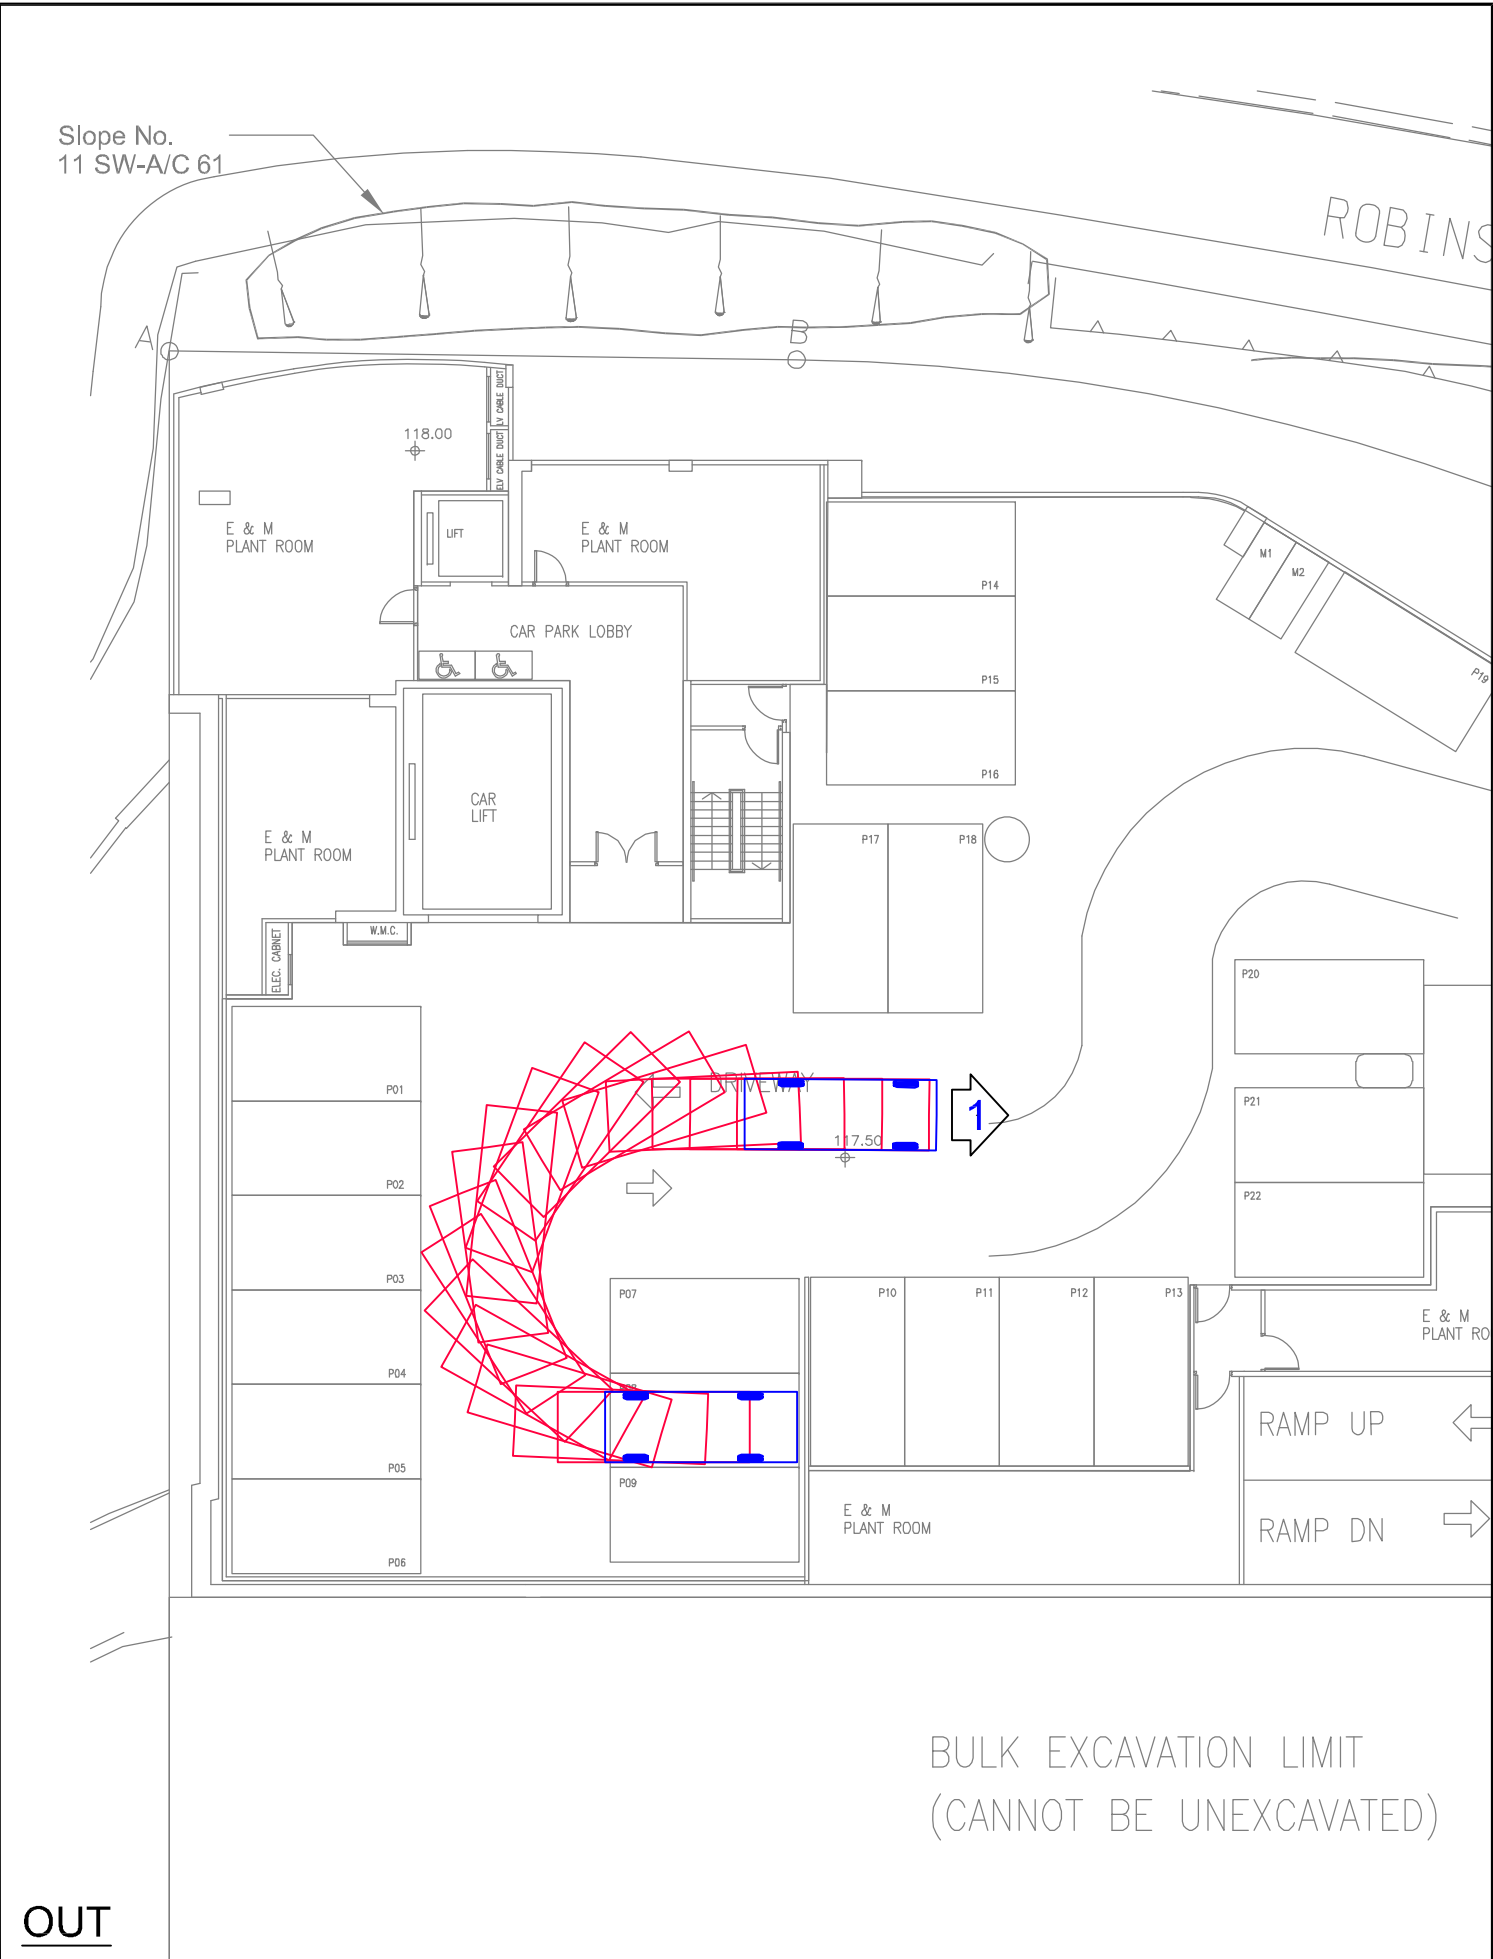 Slope No.
11 SW-A/C 61
ROBINS
A
B
LV CABLE DUCT
118.00
ELV CABLE DUCT
E & M
PLANT ROOM
LIFT
E & M
PLANT ROOM
M1
M2
P14
CAR PARK LOBBY
P15
P19
P16
CAR
LIFT
E & M
PLANT ROOM
P17
P18
W.M.C.
ELEC. CABNET
P20
P01
DRIVEWAY
1
P21
117.50
P02
P22
P03
P07
P10
P11
P12
P13
E & M
PLANT RO
P04
P08
RAMP UP
P05
P09
E & M
PLANT ROOM
RAMP DN
P06
BULK EXCAVATION LIMIT
(CANNOT BE UNEXCAVATED)
OUT